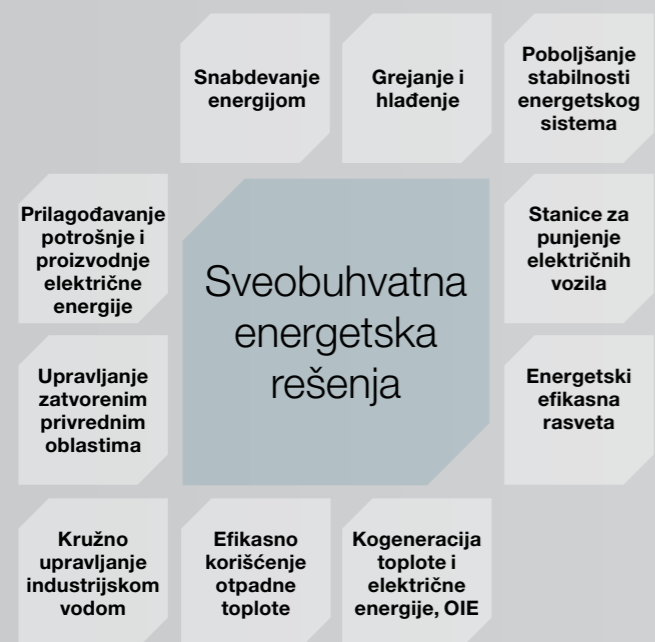 Snabdevanje
energijom
Grejanje i
hlađenje
Poboljšanje
stabilnosti
energetskog
sistema
Prilagođavanje
potrošnje i
proizvodnje
električne
energije
Sveobuhvatna
energetska
rešenja
Stanice za
punjenje
električnih
vozila
Upravljanje
zatvorenim
privrednim
oblastima
Energetski
efikasna
rasveta
Kružno
upravljanje
industrijskom
vodom
Efikasno
korišćenje
otpadne
toplote
Kogeneracija
toplote i
električne
energije, OIE